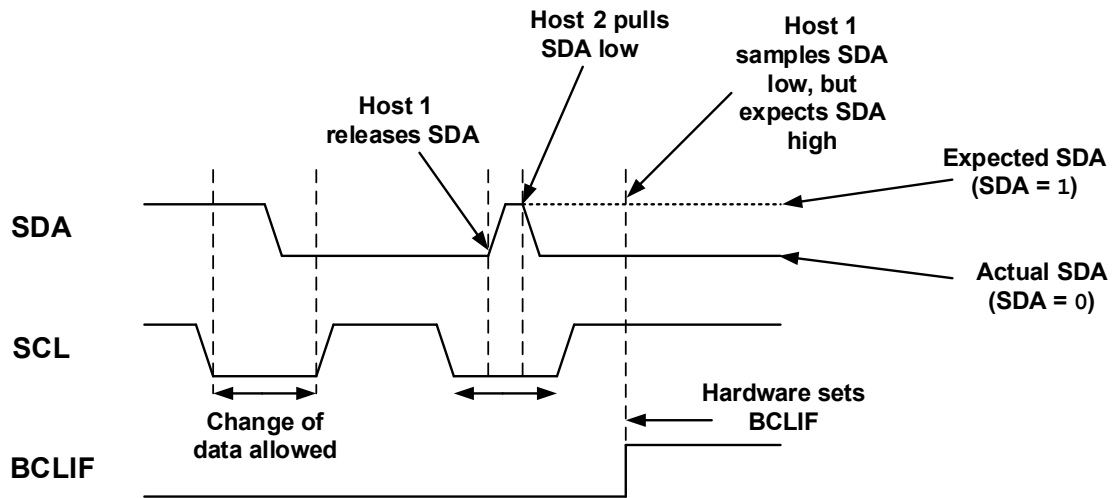 Host 2 pulls
SDA low
Host 1
samples SDA
low, but
expects SDA
high
Host 1
releases SDA
Expected SDA
(SDA = 1)
SDA
Actual SDA
(SDA = 0)
SCL
Change of
data allowed
Hardware sets
BCLIF
BCLIF